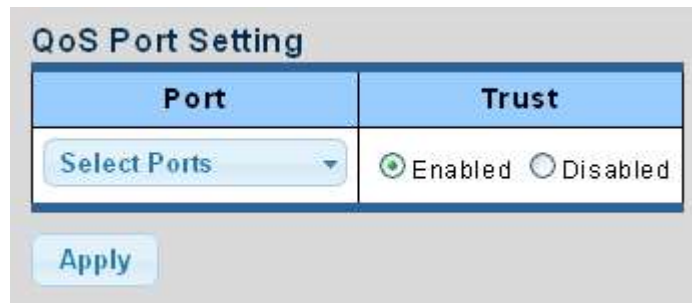 QoS Port Setting
Port Trust
Select Ports Enabled Disabled
Apply